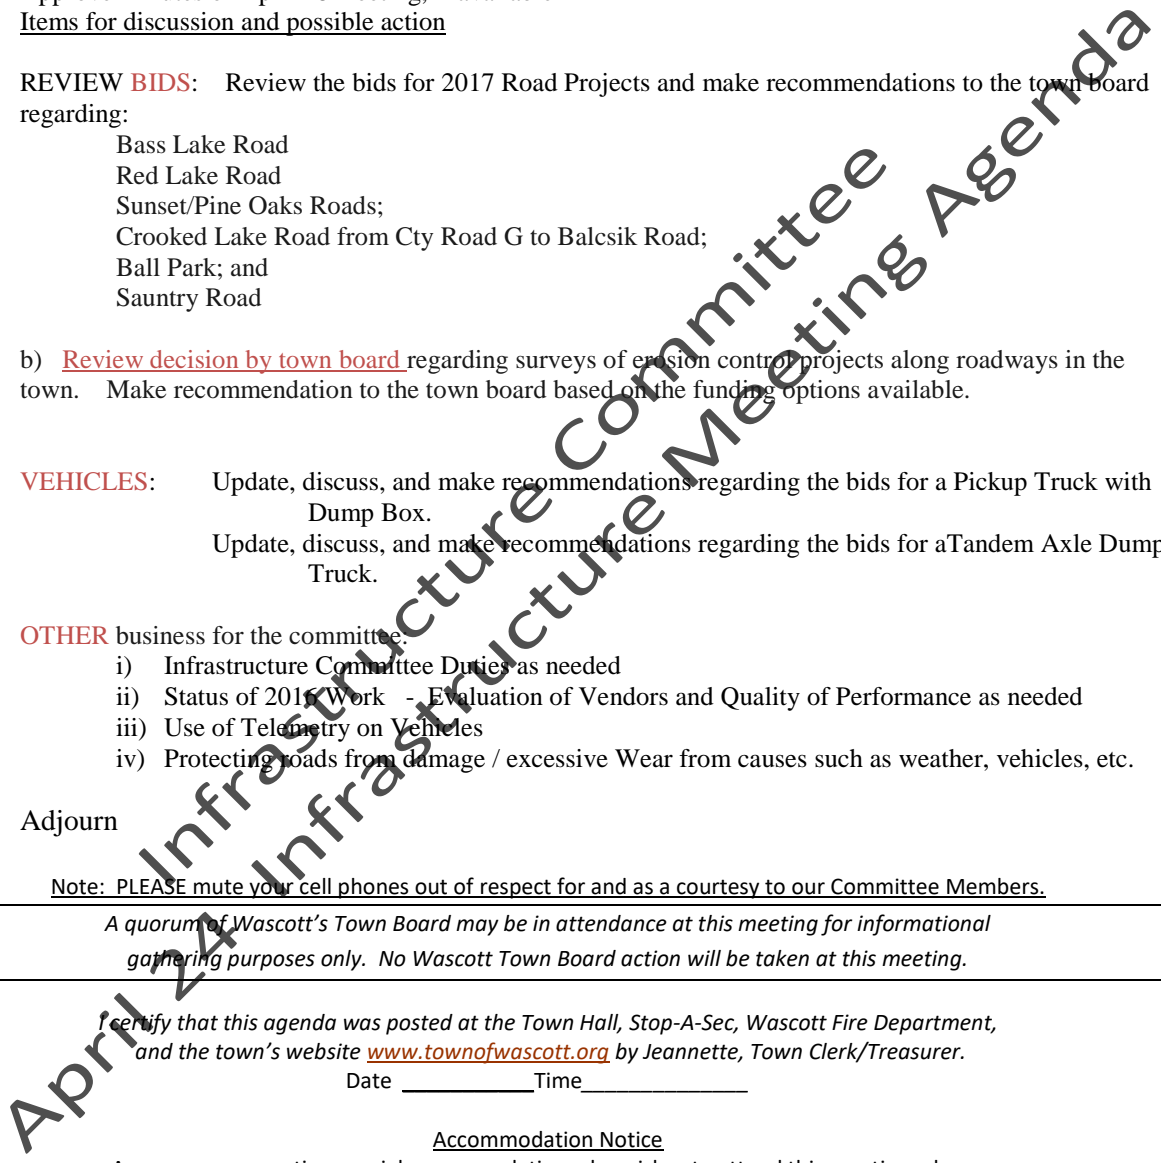 Items for discussion and possible action
REVIEW BIDS: Review the bids for 2017 Road Projects and make recommendations to the town board
regarding:
Bass Lake Road
Red Lake Road
Sunset/Pine Oaks Roads;
Crooked Lake Road from Cty Road G to Balcsik Road;
Ball Park; and
Sauntry Road
b) Review decision by town board regarding surveys of erosion control projects along roadways in the
town. Make recommendation to the town board based on the funding options available.
VEHICLES: Update, discuss, and make recommendations regarding the bids for a Pickup Truck with
Dump Box.
Update, discuss, and make recommendations regarding the bids for aTandem Axle Dump
Truck.
OTHER business for the committee:
i) Infrastructure Committee Duties as needed
ii) Status of 2016 Work - Evaluation of Vendors and Quality of Performance as needed
iii) Use of Telemetry on Vehicles
iv) Protecting roads from damage / excessive Wear from causes such as weather, vehicles, etc.
Adjourn
Note: PLEASE mute your cell phones out of respect for and as a courtesy to our Committee Members.
A quorum of Wascott's Town Board may be in attendance at this meeting for informational
gathering purposes only. No Wascott Town Board action will be taken at this meeting.
I certify that this agenda was posted at the Town Hall, Stop-A-Sec, Wascott Fire Department,
and the town's website www.townofwascott.org by Jeannette, Town Clerk/Treasurer.
Date ___________Time______________
Accommodation Notice
Infrastructure Committee
April 24 Infrastructure Meeting Agenda